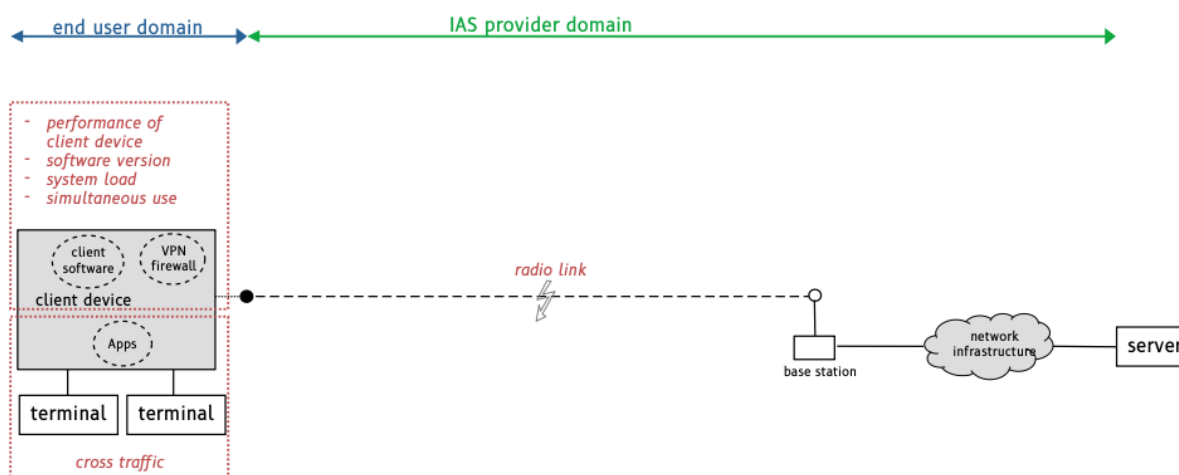 end user domain
IAS provider domain
- performance of
client device
- software version
- system load
- simultaneous use
client
software
VPN
firewall
client device
radio link
Apps
base station
network
infrastructure
server
terminal
terminal
cross traffic